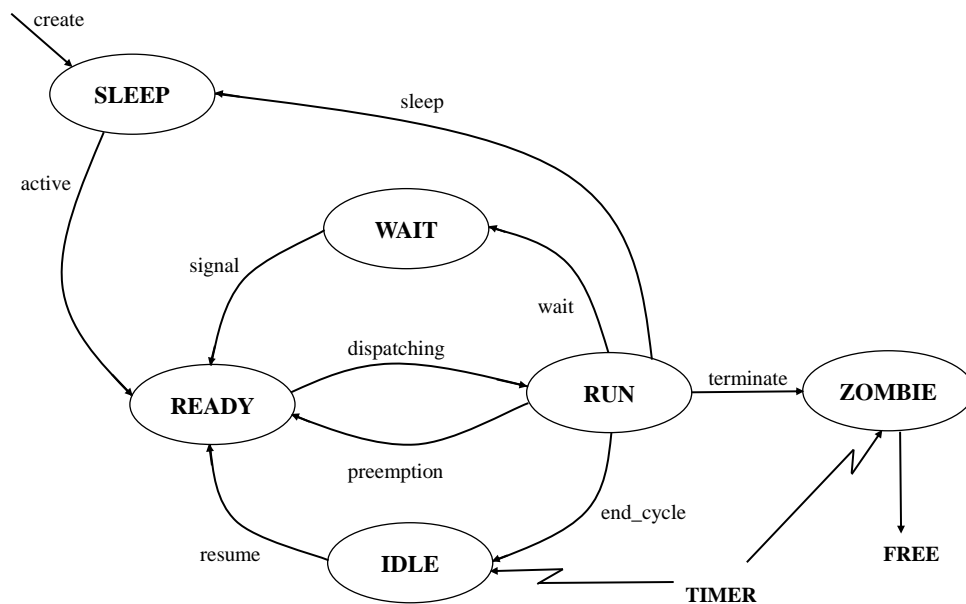 create
SLEEP
sleep
active
WAIT
signal
wait
dispatching
READY
RUN
terminate
ZOMBIE
preemption
end_cycle
resume
IDLE
FREE
TIMER